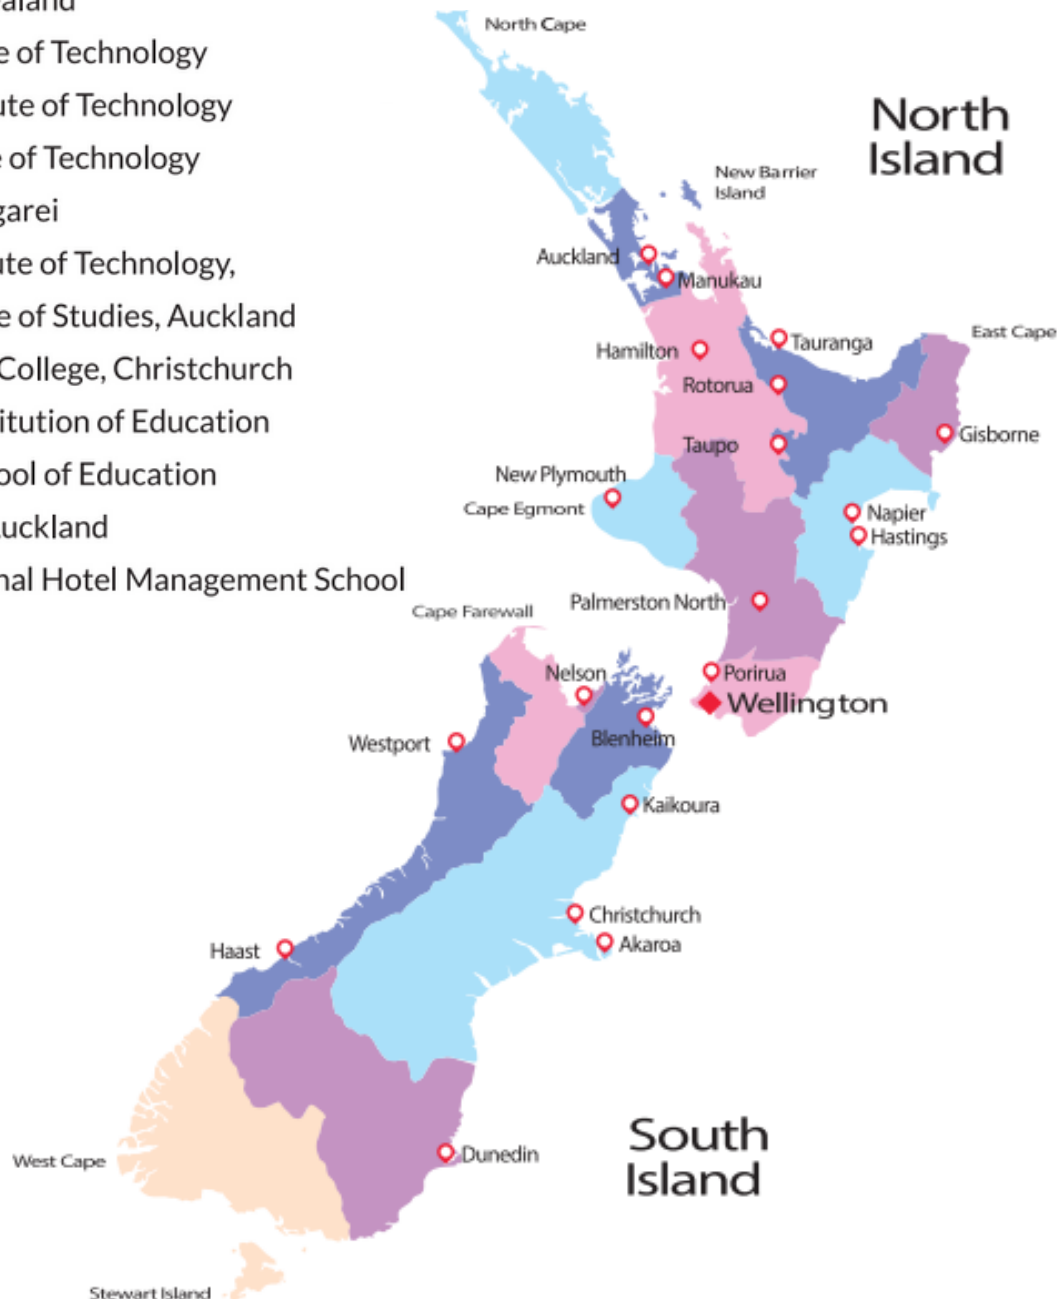 ealand
e of Technology
ute of Technology
e of Technology
garei
ute of Technology,
e of Studies, Auckland
College, Christchurch
itution of Education
ool of Education
Auckland
nal Hotel Management School
North Cape
North
Island
New Barrier
Island
Auckland
Manukau
East Cape
Tauranga
Hamilton
Rotorua
Gisborne
Taupo
New Plymouth
Cape Egmont
Napier
Hastings
Palmerston North
Cape Farewall
Porirua
Nelson
Wellington
Westport
Blenheim
Kaikoura
Christchurch
Akaroa
Haast
South
Island
Dunedin
West Cape
Stewart Island